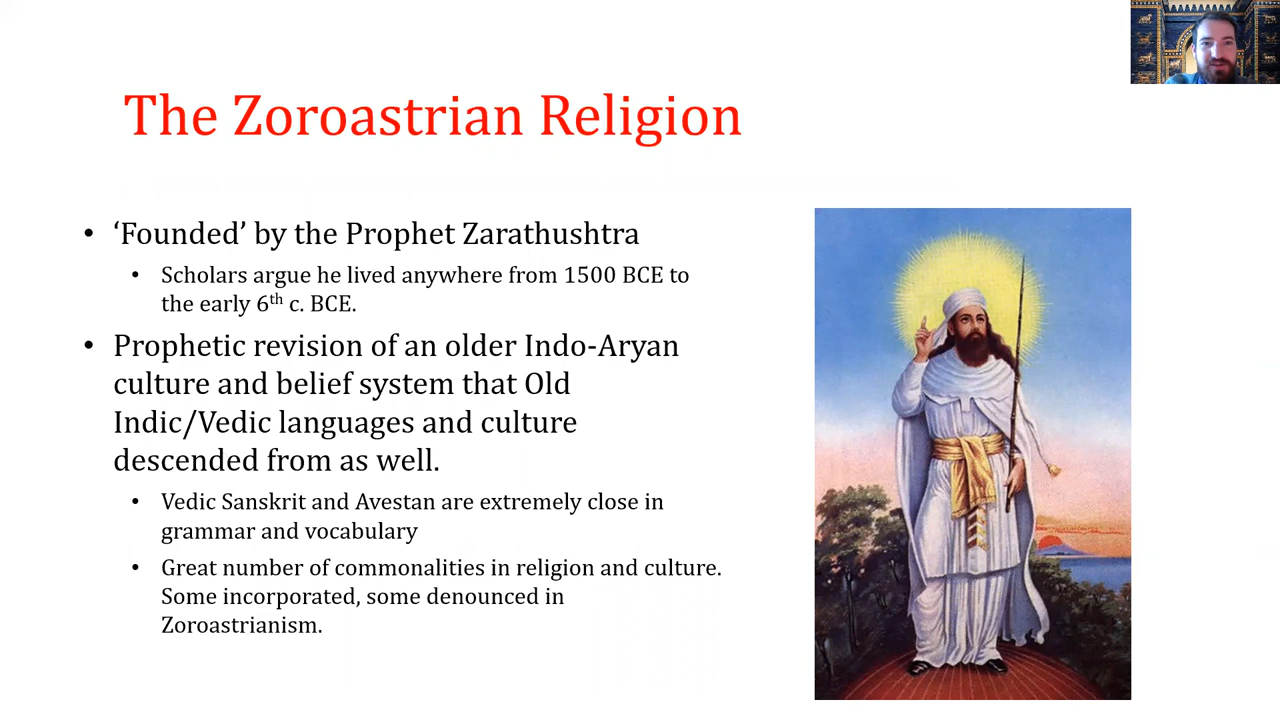 The Zoroastrian Religion
• ‘Founded’ by the Prophet Zarathushtra
• Scholars argue he lived anywhere from 1500 BCE to
the early 6th c. BCE.
• Prophetic revision of an older Indo-Aryan
culture and belief system that Old
Indic/Vedic languages and culture
descended from as well.
• Vedic Sanskrit and Avestan are extremely close in
grammar and vocabulary
• Great number of commonalities in religion and culture.
Some incorporated, some denounced in
Zoroastrianism.